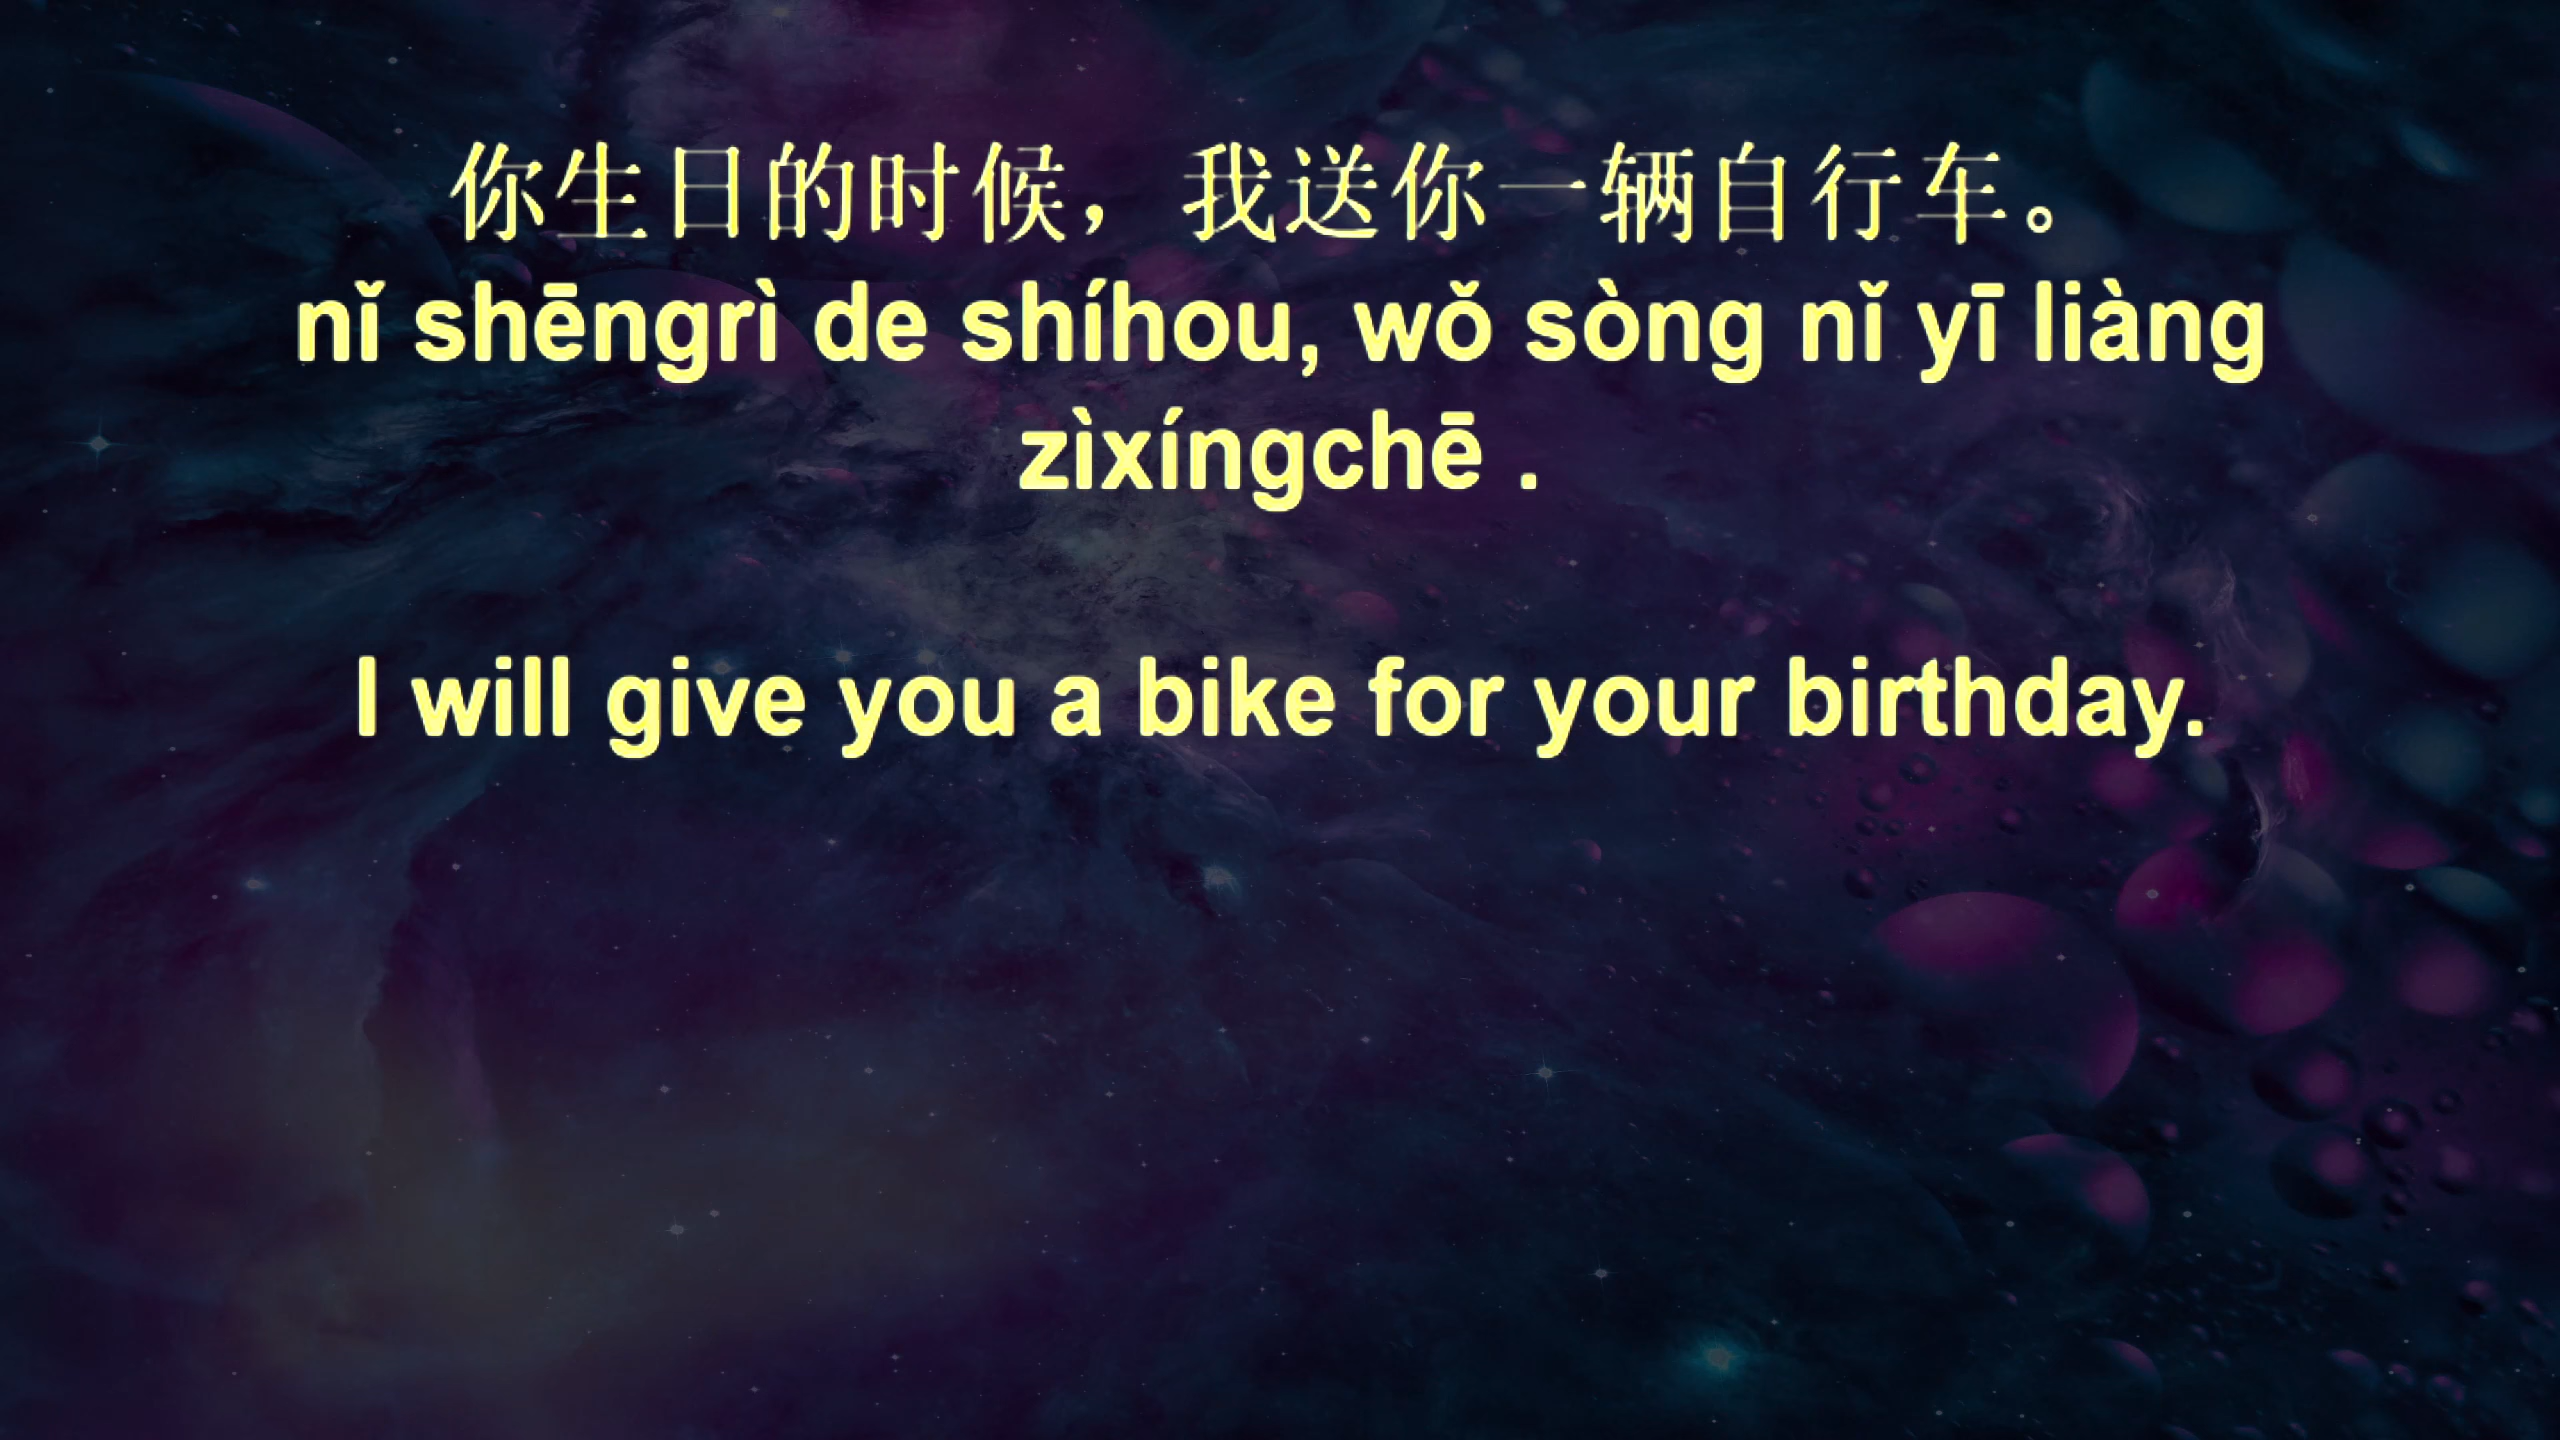 你生日的时候，我送你一辆自行车。
nǐ shēngrì de shíhou, wǒ sòng nǐ yī liàng
zìxíngchē .
I will give you a bike for your birthday.